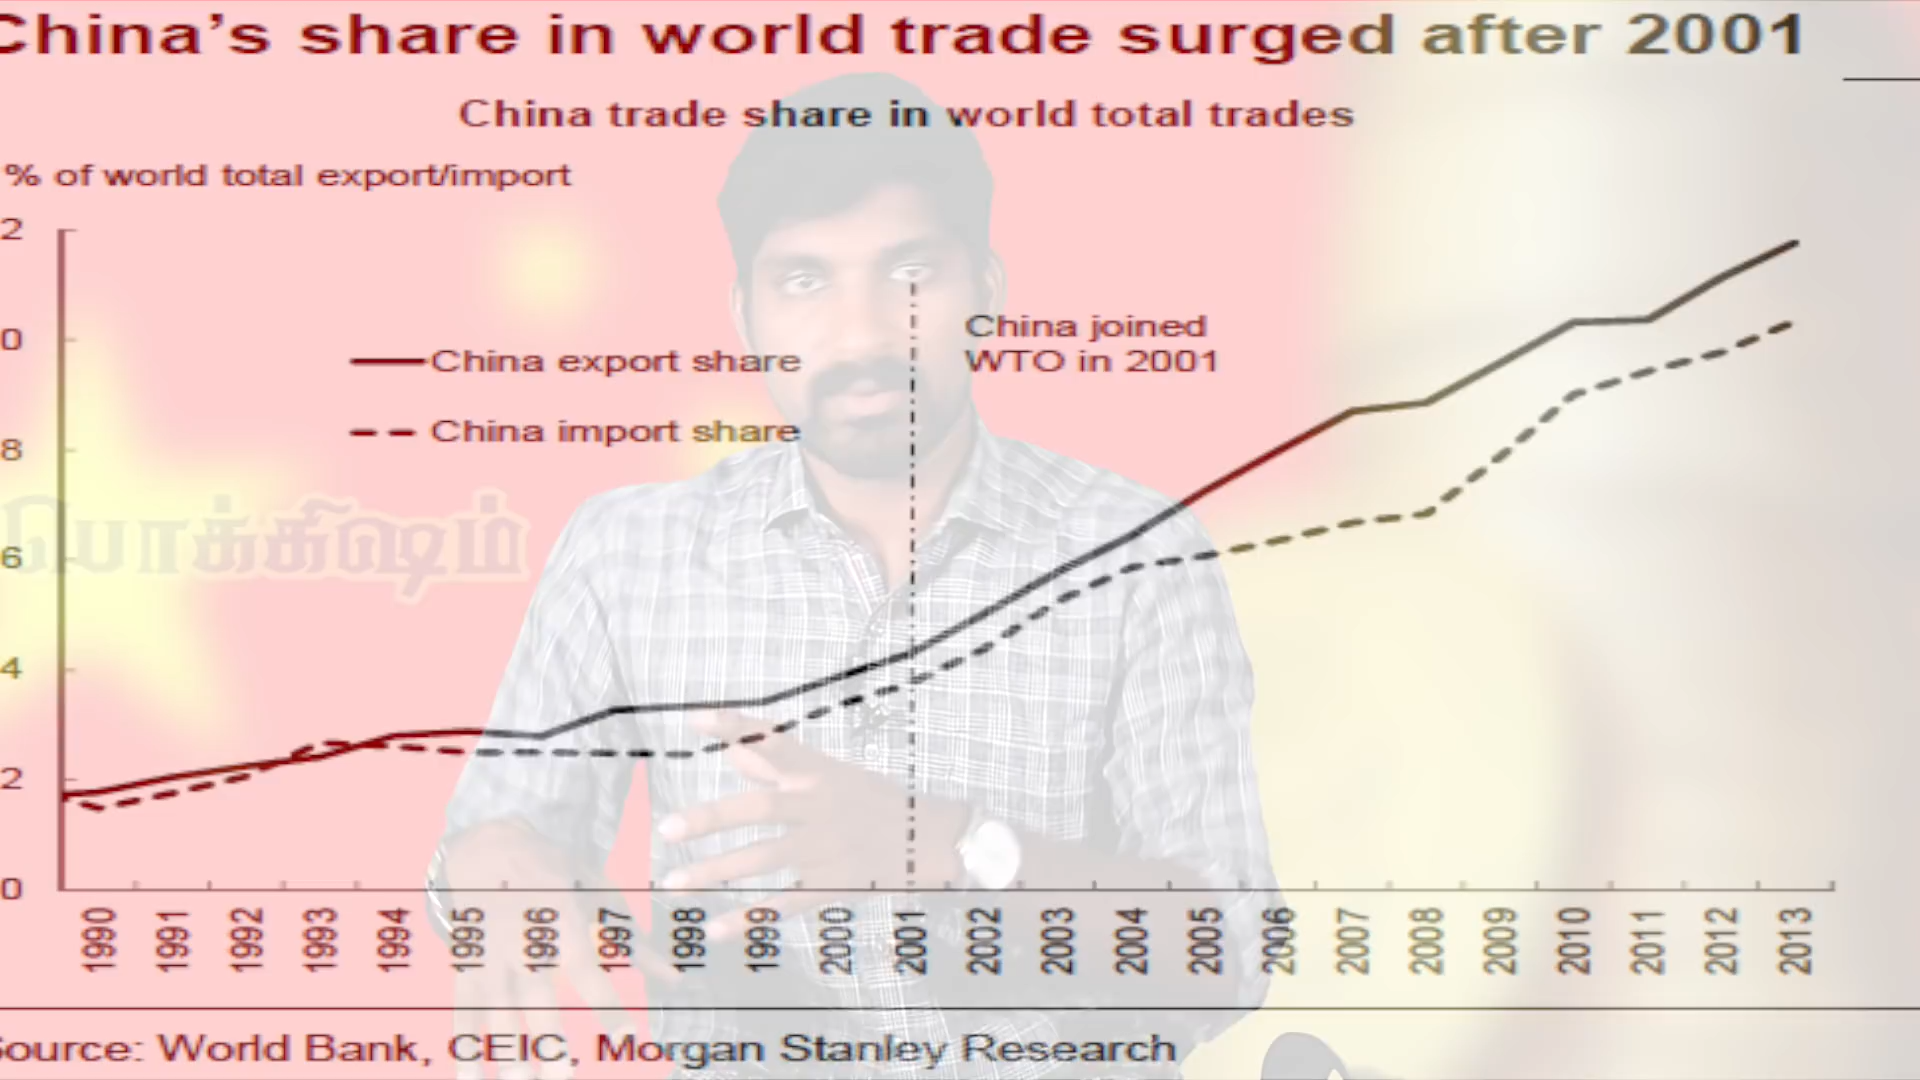 China's share in world trade surged after 2001
China trade share in world total trades
% of world total export/import
2
0
8
6
4
2
0
China export share
China import share
China joined
WTO in 2001
பொக்கிஷம்
1990 1991 1992 1993 1994 1995 1996 1997 1998 1999 2000 2001 2002 2003 2004 2005 2006 2007 2008 2009 2010 2011 2012 2013
Source: World Bank, CEIC, Morgan Stanley Research